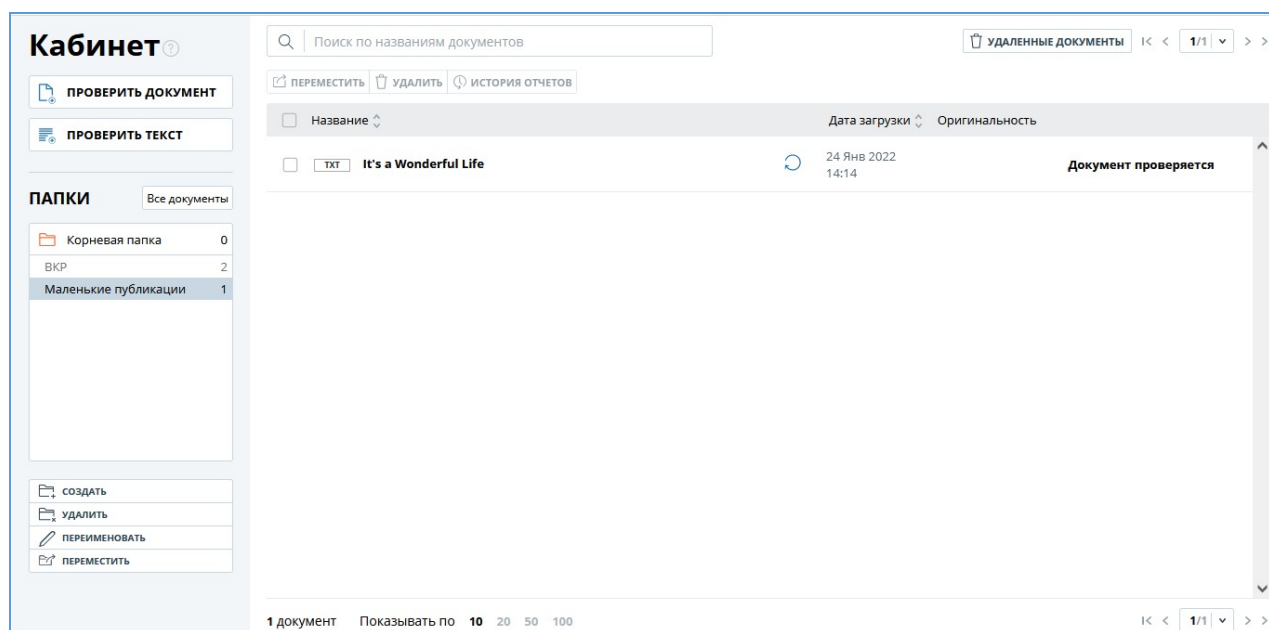 Кабинет ?
ПРОВЕРИТЬ ДОКУМЕНТ
ПРОВЕРИТЬ ТЕКСТ
ПАПКИ Все документы
Корневая папка 0
ВКР 2
Маленькие публикации 1
СОЗДАТЬ
УДАЛИТЬ
ПЕРЕИМЕНОВАТЬ
ПЕРЕМЕСТИТЬ
Поиск по названиям документов УДАЛЕННЫЕ ДОКУМЕНТЫ 1/1
ПЕРЕМЕСТИТЬ УДАЛИТЬ ИСТОРИЯ ОТЧЕТОВ
Название Дата загрузки Оригинальность
TXT It's a Wonderful Life 24 Янв 2022
14:14 Документ проверяется
1 документ Показывать по 10 20 50 100 1/1